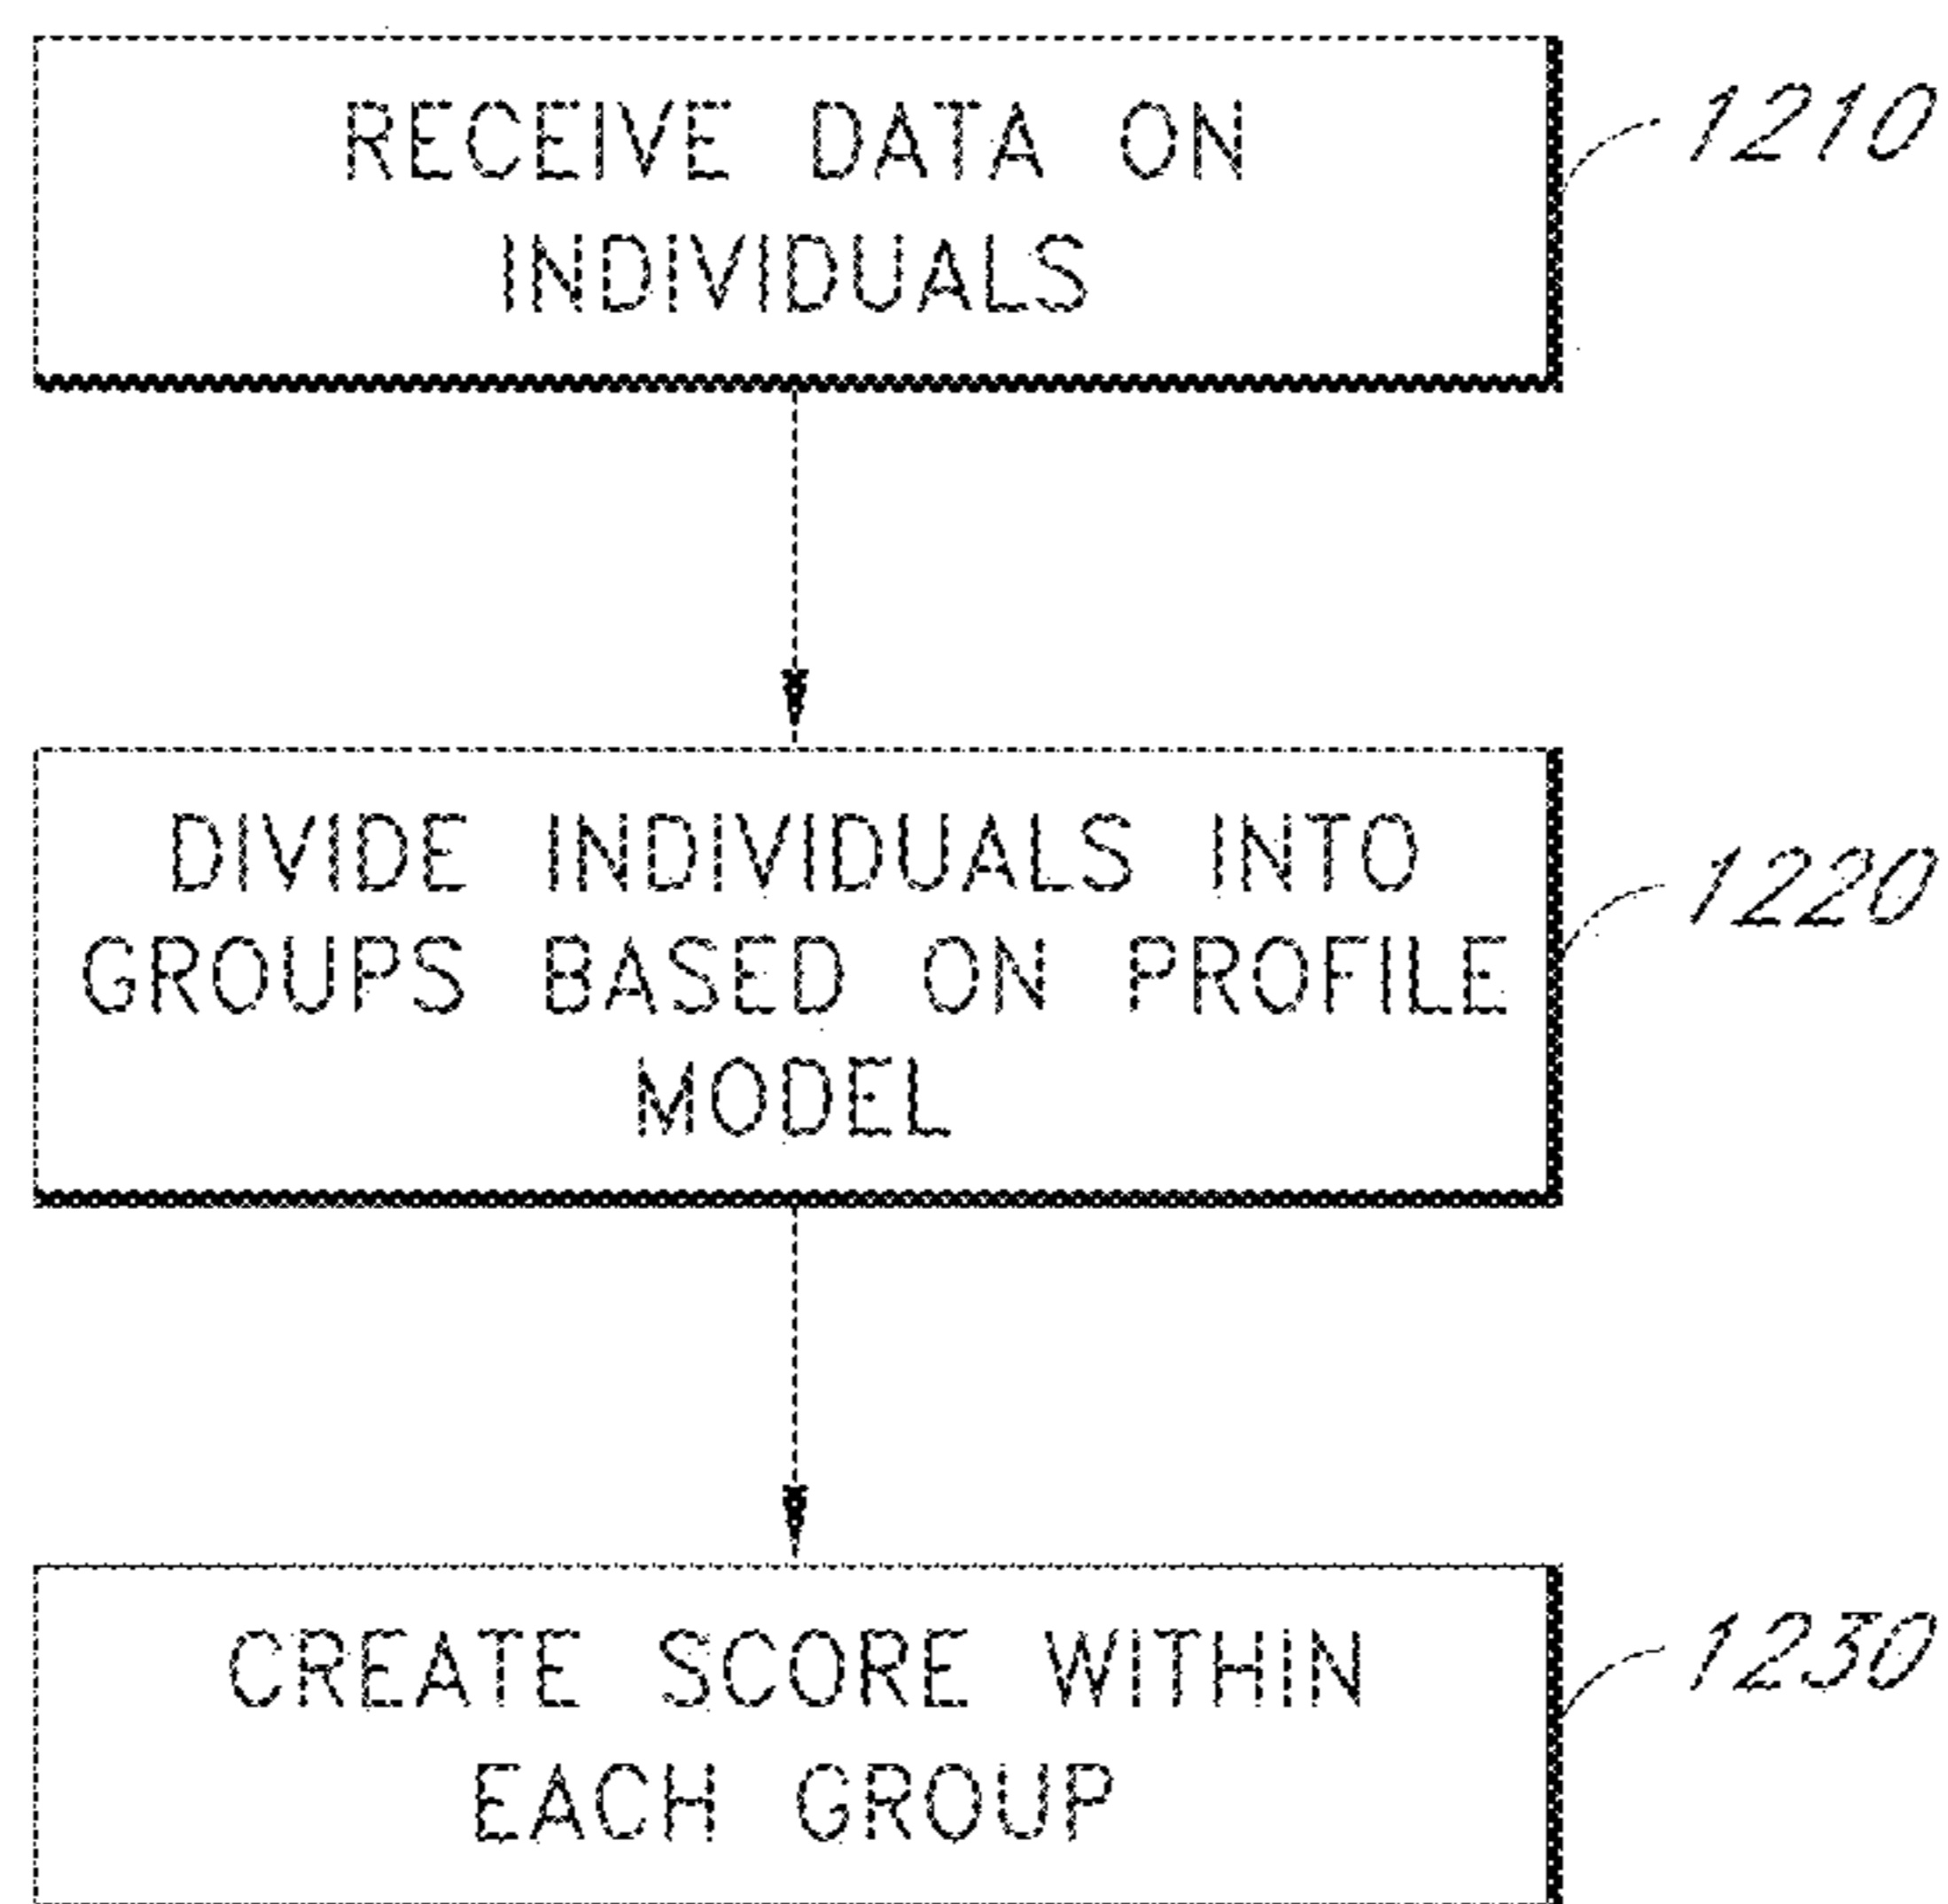 RECEIVE DATA ON
INDIVIDUALS
1210
DIVIDE INDIVIDUALS INTO
GROUPS BASED ON PROFILE
MODEL
1220
CREATE SCORE WITHIN
EACH GROUP
1230